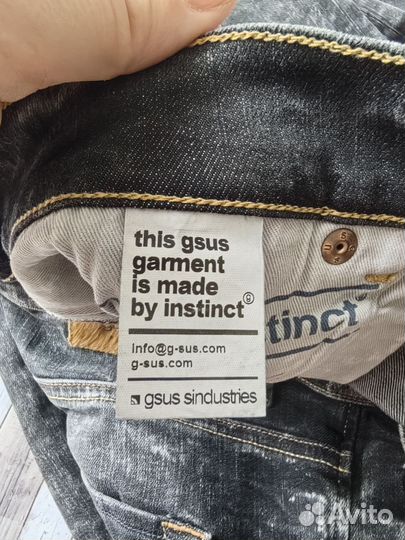 this gsus
garment
is made
by instinct®
info@g-sus.com
g-sus.com
gsus sindustries
tinct
Avito